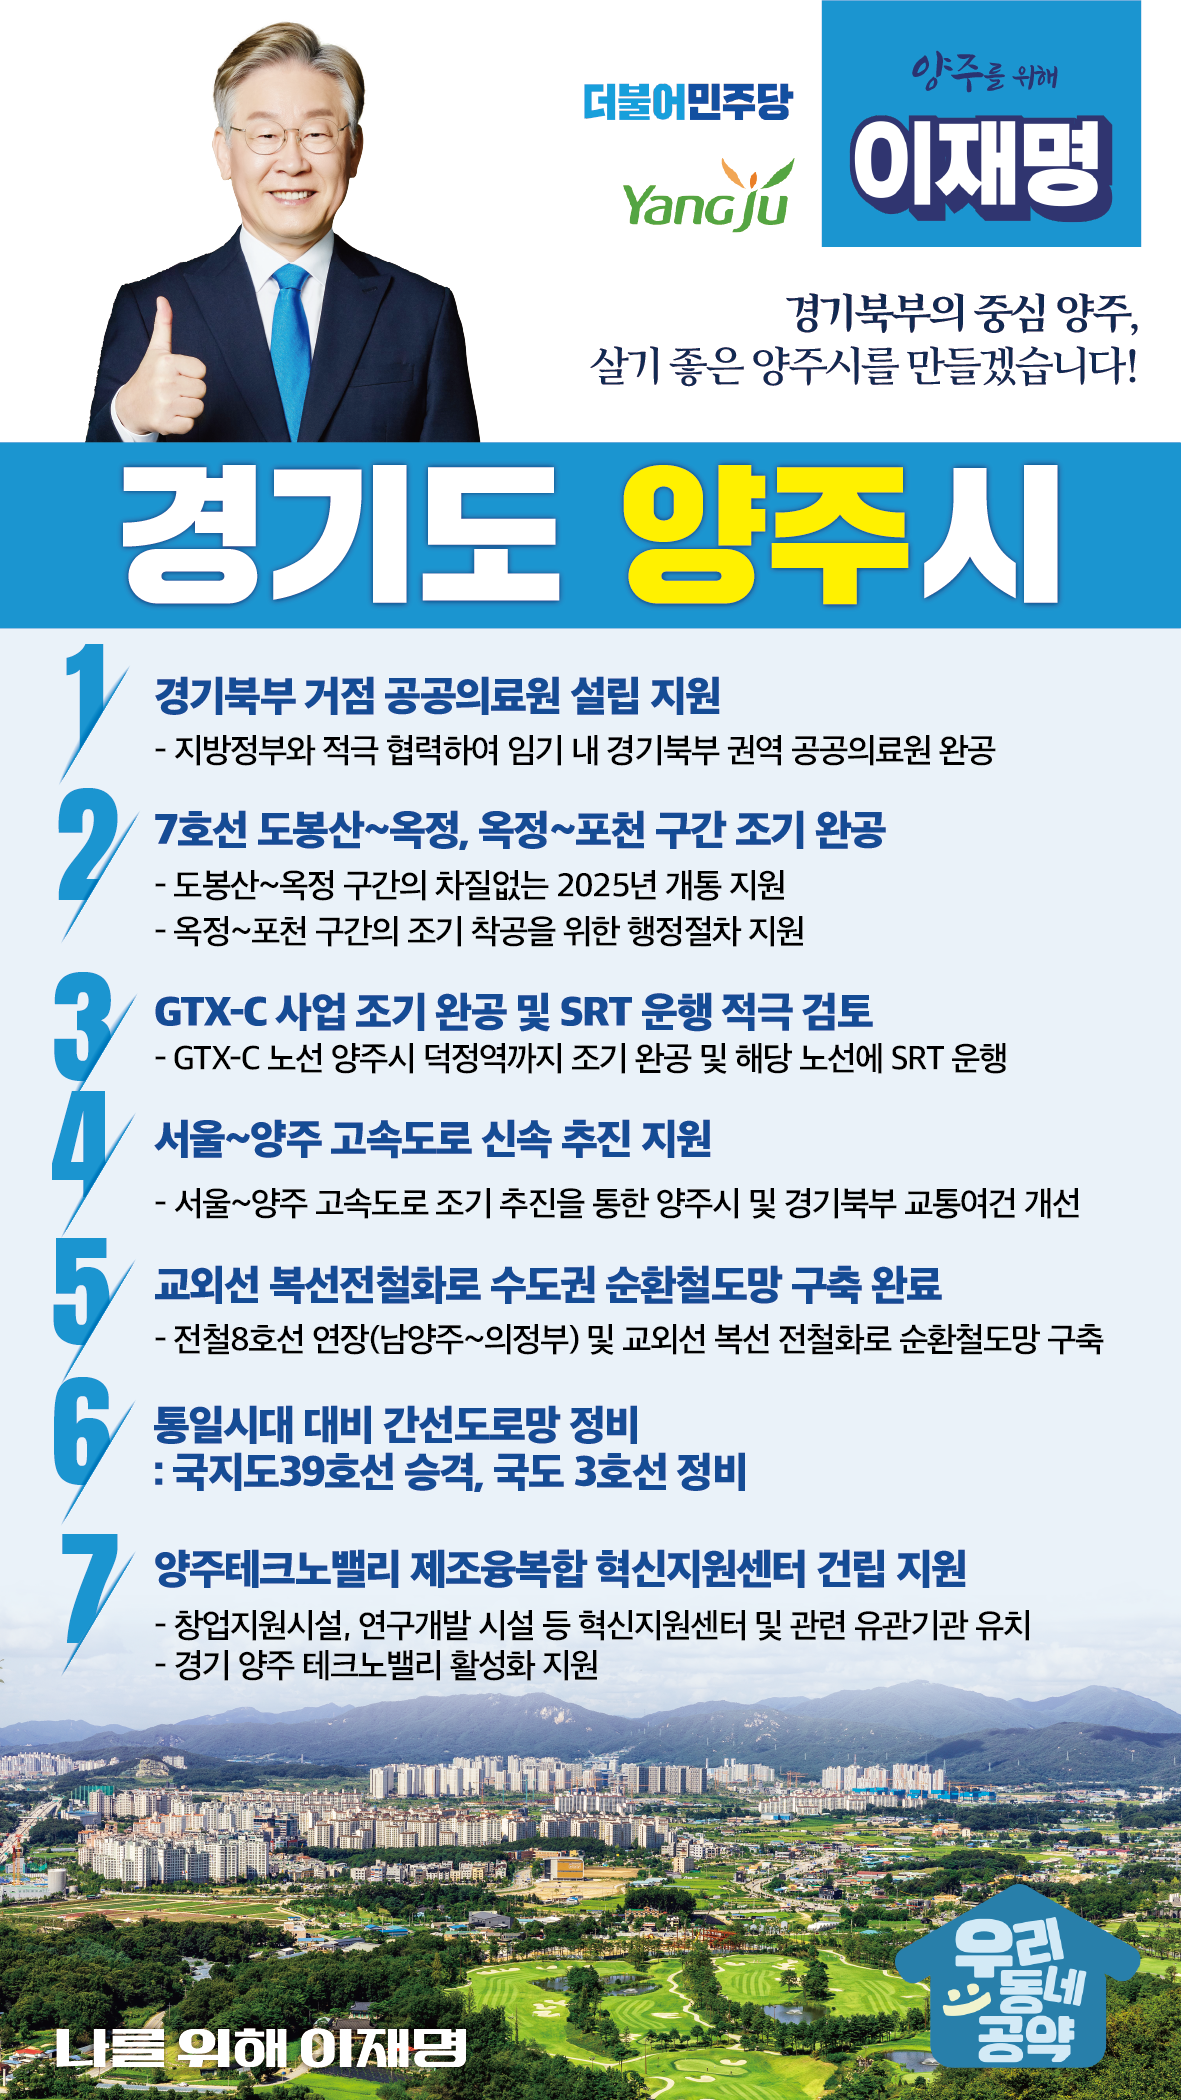 더불어민주당
YangJu
양주를 위해
이재명
경기북부의 중심 양주,
살기 좋은 양주시를 만들겠습니다!
경기도 양주시
1
경기북부 거점 공공의료원 설립 지원
- 지방정부와 적극 협력하여 임기 내 경기북부 권역 공공의료원 완공
2
7호선 도봉산~옥정, 옥정~포천 구간 조기 완공
- 도봉산~옥정 구간의 차질없는 2025년 개통 지원
- 옥정~포천 구간의 조기 착공을 위한 행정절차 지원
3
GTX-C 사업 조기 완공 및 SRT 운행 적극 검토
- GTX-C 노선 양주시 덕정역까지 조기 완공 및 해당 노선에 SRT 운행
4
서울~양주 고속도로 신속 추진 지원
- 서울~양주 고속도로 조기 추진을 통한 양주시 및 경기북부 교통여건 개선
5
교외선 복선전철화로 수도권 순환철도망 구축 완료
- 전철8호선 연장(남양주~의정부) 및 교외선 복선 전철화로 순환철도망 구축
6
통일시대 대비 간선도로망 정비
: 국지도39호선 승격, 국도 3호선 정비
7
양주테크노밸리 제조융복합 혁신지원센터 건립 지원
- 창업지원시설, 연구개발 시설 등 혁신지원센터 및 관련 유관기관 유치
- 경기 양주 테크노밸리 활성화 지원
우리
동네
공약
나를 위해 이재명